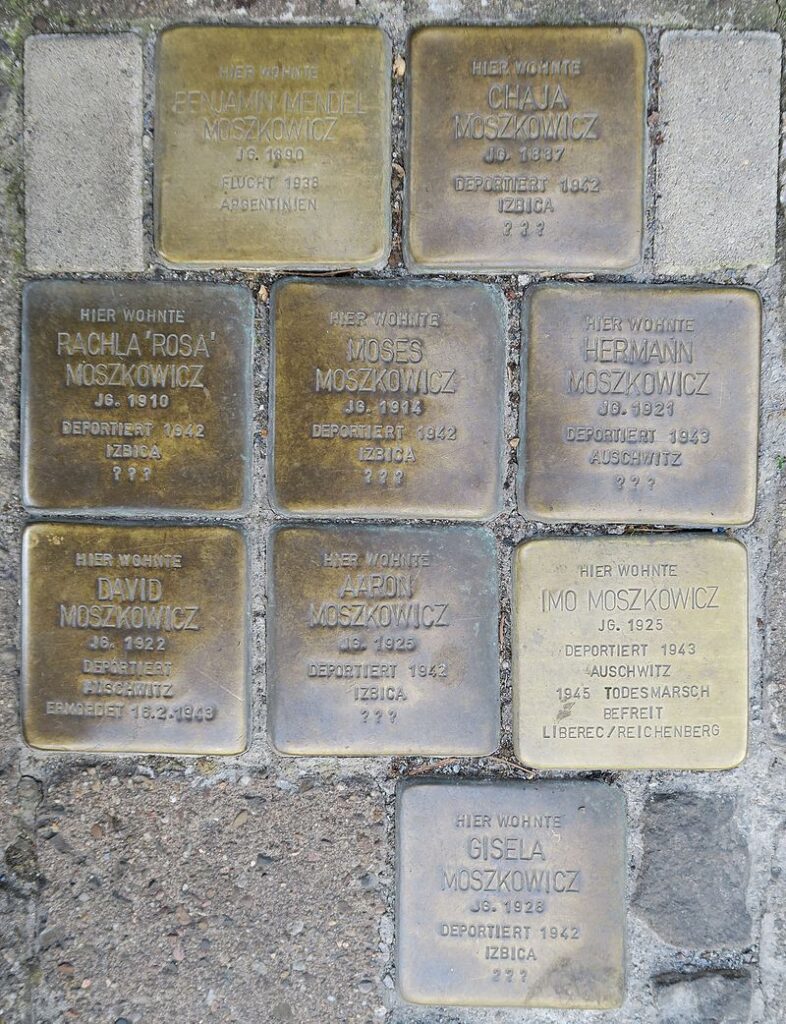 HIER WOHNTE
BENJAMIN MENDEL
MOSZKOWICZ
JG. 1890
FLUCHT 1938
ARGENTINIEN
HIER WOHNTE
CHAJA
MOSZKOWICZ
JG. 1887
DEPORTIERT 1942
IZBICA
? ? ?
HIER WOHNTE
RACHLA 'ROSA'
MOSZKOWICZ
JG. 1910
DEPORTIERT 1942
IZBICA
? ? ?
HIER WOHNTE
MOSES
MOSZKOWICZ
JG. 1914
DEPORTIERT 1942
IZBICA
? ? ?
HIER WOHNTE
HERMANN
MOSZKOWICZ
JG. 1921
DEPORTIERT 1943
AUSCHWITZ
? ? ?
HIER WOHNTE
DAVID
MOSZKOWICZ
JG. 1922
DEPORTIERT
AUSCHWITZ
ERMORDET 16.2.1943
HIER WOHNTE
AARON
MOSZKOWICZ
JG. 1925
DEPORTIERT 1942
IZBICA
? ? ?
HIER WOHNTE
IMO MOSZKOWICZ
JG. 1925
DEPORTIERT 1943
AUSCHWITZ
1945 TODESMARSCH
BEFREIT
LIBEREC/REICHENBERG
HIER WOHNTE
GISELA
MOSZKOWICZ
JG. 1928
DEPORTIERT 1942
IZBICA
? ? ?